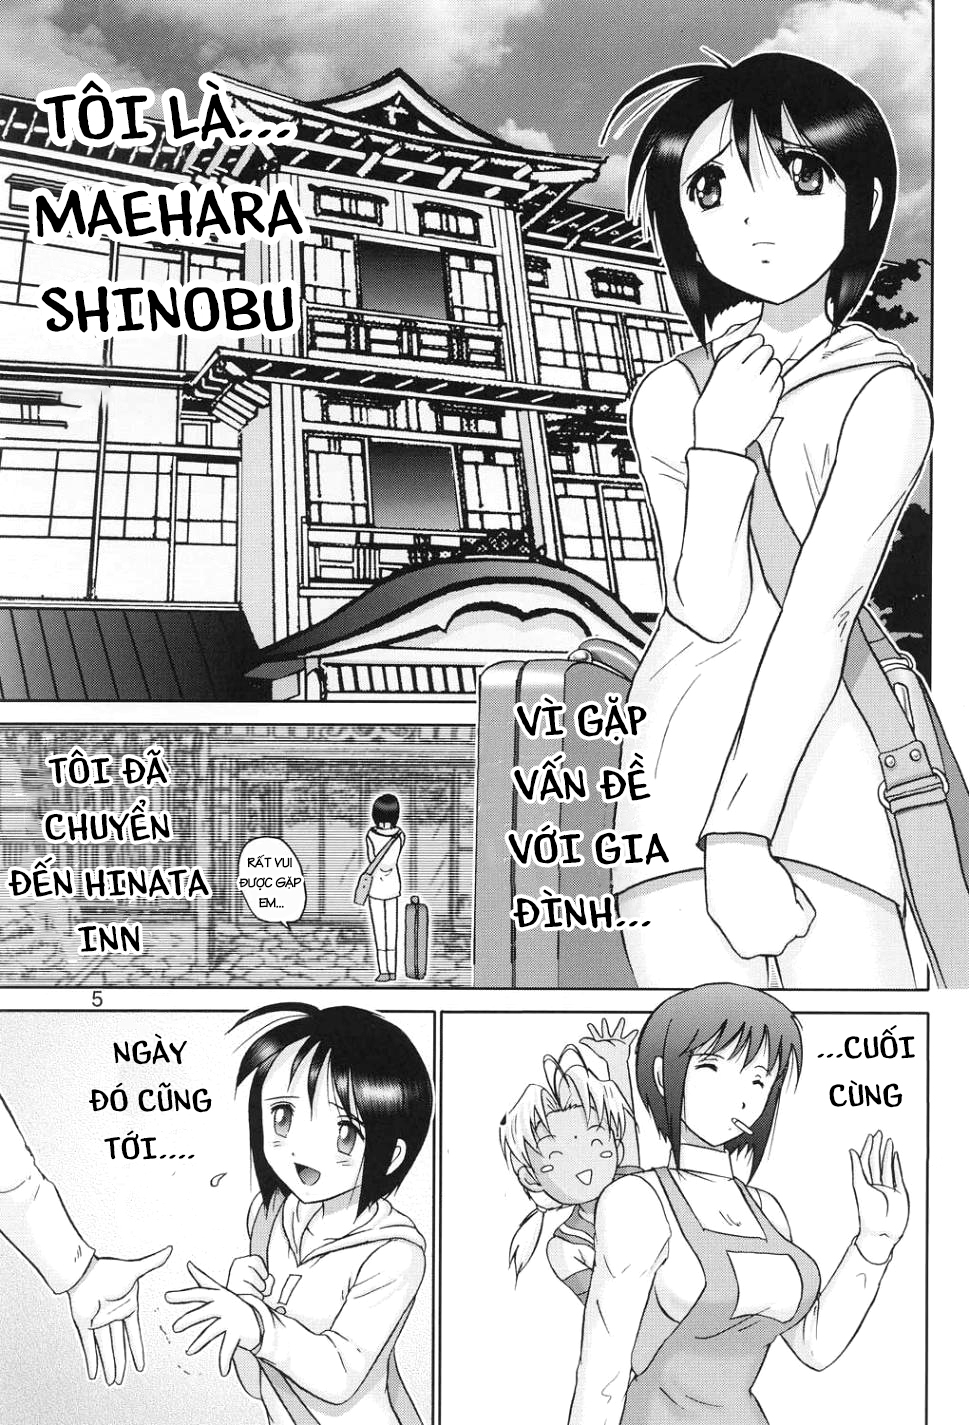 TÔI LÀ...
MAEHARA
SHINOBU
VÌ GẶP
VẤN ĐỀ
VỚI GIA
ĐÌNH...
TÔI ĐÃ
CHUYỂN
ĐẾN HINATA
INN
RẤT VUI
ĐƯỢC GẶP
EM...
5
...CUỐI
CÙNG
NGÀY
ĐÓ CŨNG
TỚI....